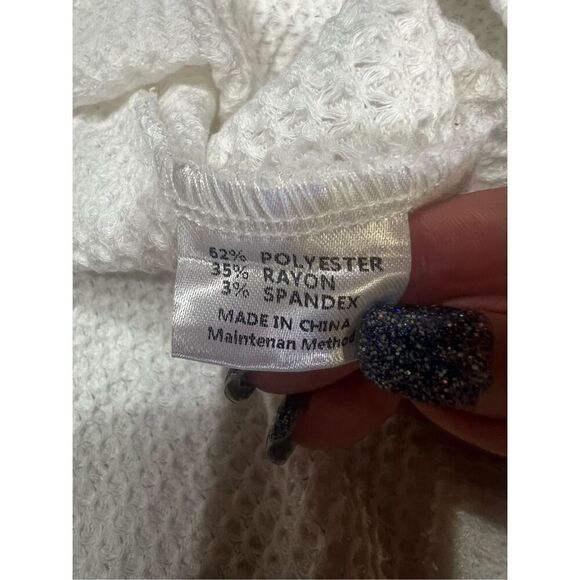 62% POLYESTER
35% RAYON
3% SPANDEX
MADE IN CHINA
Maintenan Method